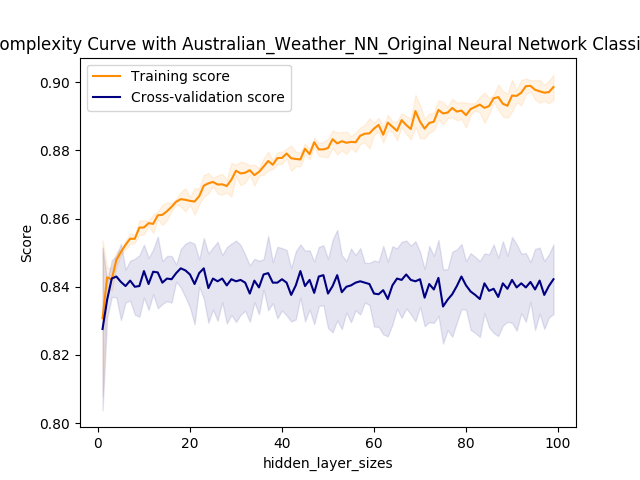 omplexity Curve with Australian_Weather_NN_Original Neural Network Classi
Training score
Cross-validation score
Score
0.90
0.88
0.86
0.84
0.82
0.80
0 20 40 60 80 100
hidden_layer_sizes